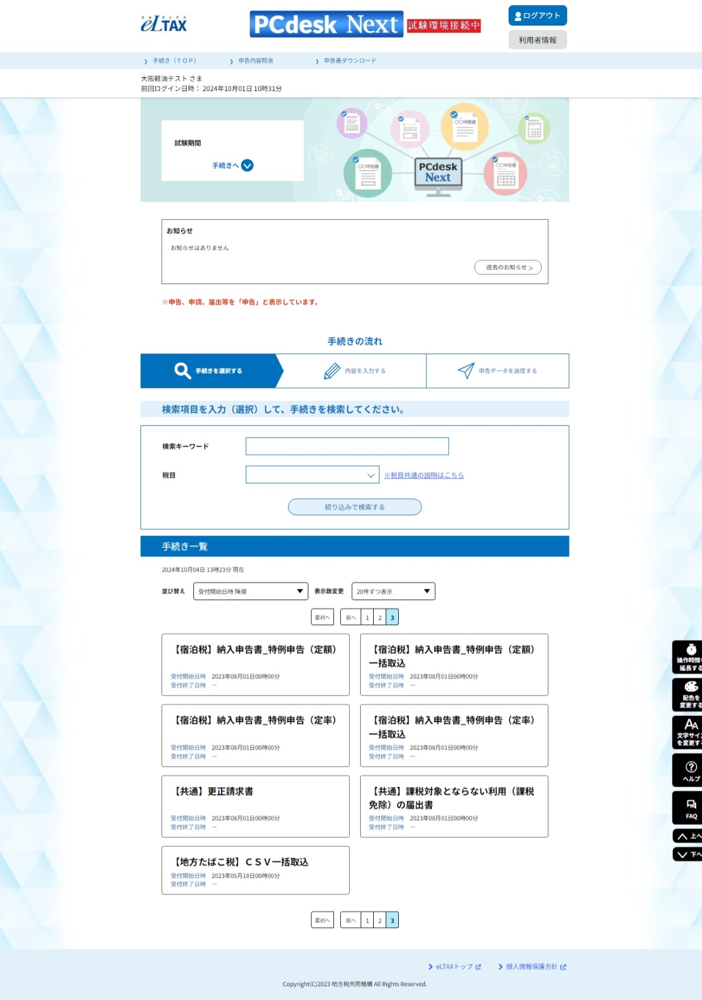 エルタックス
eLTAX
PCdesk Next 試験環境接続中
ログアウト
利用者情報
手続き（ＴＯＰ）
申告内容照会
申告書ダウンロード
大阪軽油テスト さま
前回ログイン日時： 2024年10月01日 10時31分
試験期間
手続きへ
〇〇申請書
〇〇申告書
〇〇申告書
PCdesk
Next
お知らせ
お知らせはありません
過去のお知らせ ＞
※申告、申請、届出等を「申告」と表示しています。
手続きの流れ
手続きを選択する
内容を入力する
申告データを送信する
検索項目を入力（選択）して、手続きを検索してください。
検索キーワード
税目
※税目共通の説明はこちら
絞り込みで検索する
手続き一覧
2024年10月04日 13時23分 現在
並び替え 受付開始日時 降順 表示数変更 20件ずつ表示
最初へ 前へ 1 2 3
【宿泊税】納入申告書_特例申告（定額）
受付開始日時 2023年08月01日00時00分
受付終了日時 －
【宿泊税】納入申告書_特例申告（定額）
一括取込
受付開始日時 2023年08月01日00時00分
受付終了日時 －
【宿泊税】納入申告書_特例申告（定率）
受付開始日時 2023年08月01日00時00分
受付終了日時 －
【宿泊税】納入申告書_特例申告（定率）
一括取込
受付開始日時 2023年08月01日00時00分
受付終了日時 －
【共通】更正請求書
受付開始日時 2023年08月01日00時00分
受付終了日時 －
【共通】課税対象とならない利用（課税
免除）の届出書
受付開始日時 2023年08月01日00時00分
受付終了日時 －
【地方たばこ税】ＣＳＶ一括取込
受付開始日時 2023年05月18日00時00分
受付終了日時 －
最初へ 前へ 1 2 3
操作時間を
延長する
配色を
変更する
文字サイズ
を変更する
ヘルプ
FAQ
上へ
下へ
eLTAXトップ
個人情報保護方針
Copyright(C)2023 地方税共同機構 All Rights Reserved.